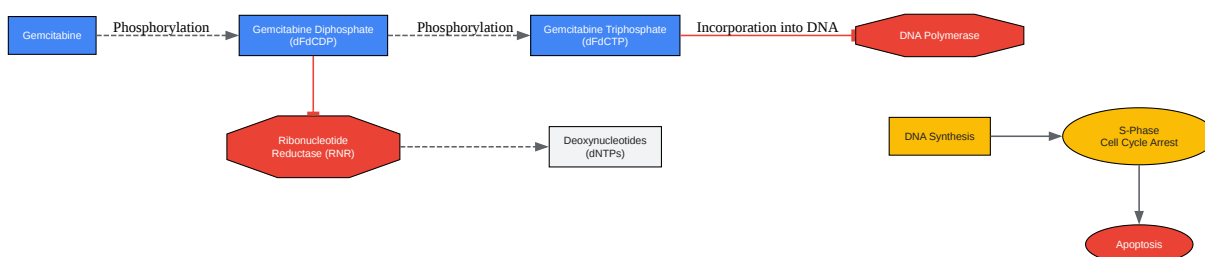 Gemcitabine
Phosphorylation
Gemcitabine Diphosphate
(dFdCDP)
Phosphorylation
Gemcitabine Triphosphate
(dFdCTP)
Incorporation into DNA
DNA Polymerase
Ribonucleotide
Reductase (RNR)
Deoxynucleotides
(dNTPs)
DNA Synthesis
S-Phase
Cell Cycle Arrest
Apoptosis